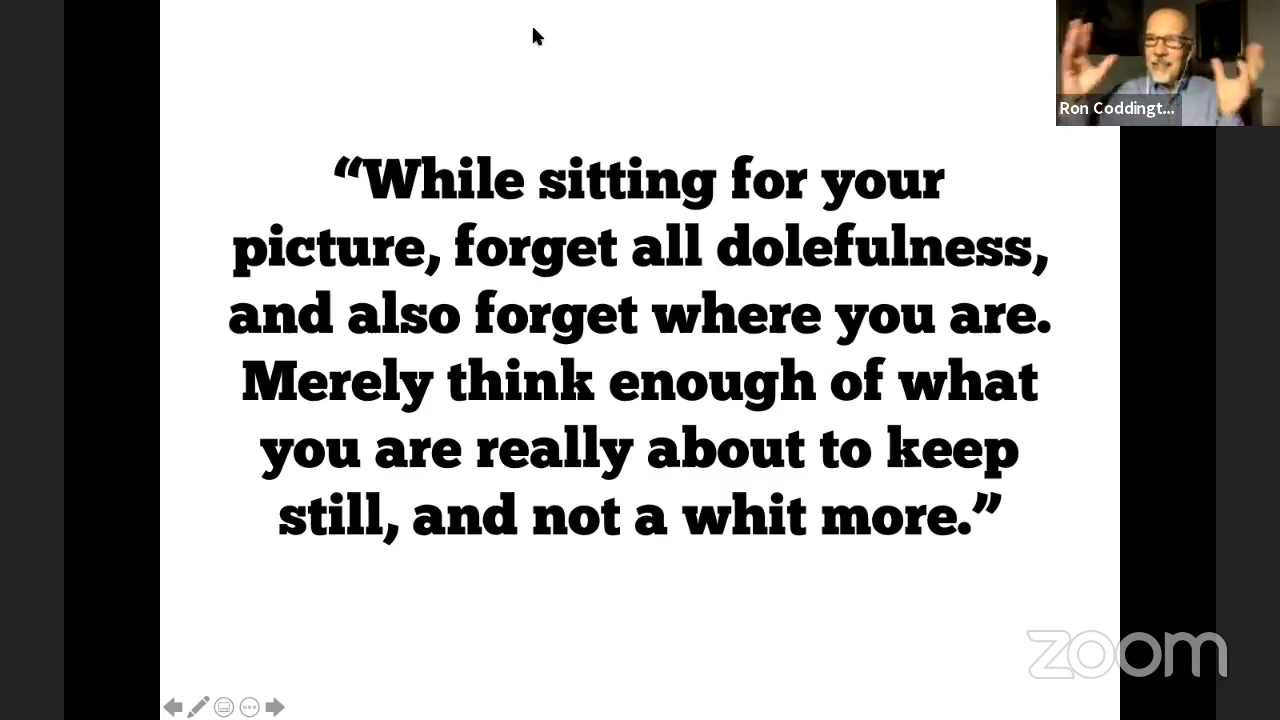 Ron Coddingt...
“While sitting for your
picture, forget all dolefulness,
and also forget where you are.
Merely think enough of what
you are really about to keep
still, and not a whit more.”
zoom